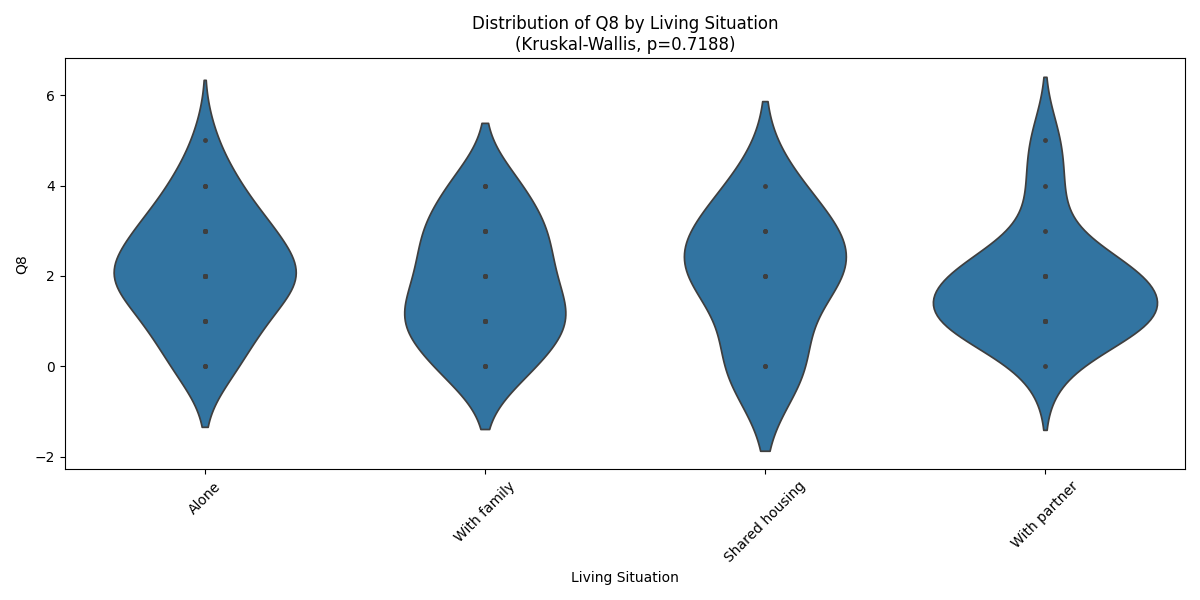 Distribution of Q8 by Living Situation
(Kruskal-Wallis, p=0.7188)
6
4
2
0
−2
Q8
Alone
With family
Shared housing
With partner
Living Situation